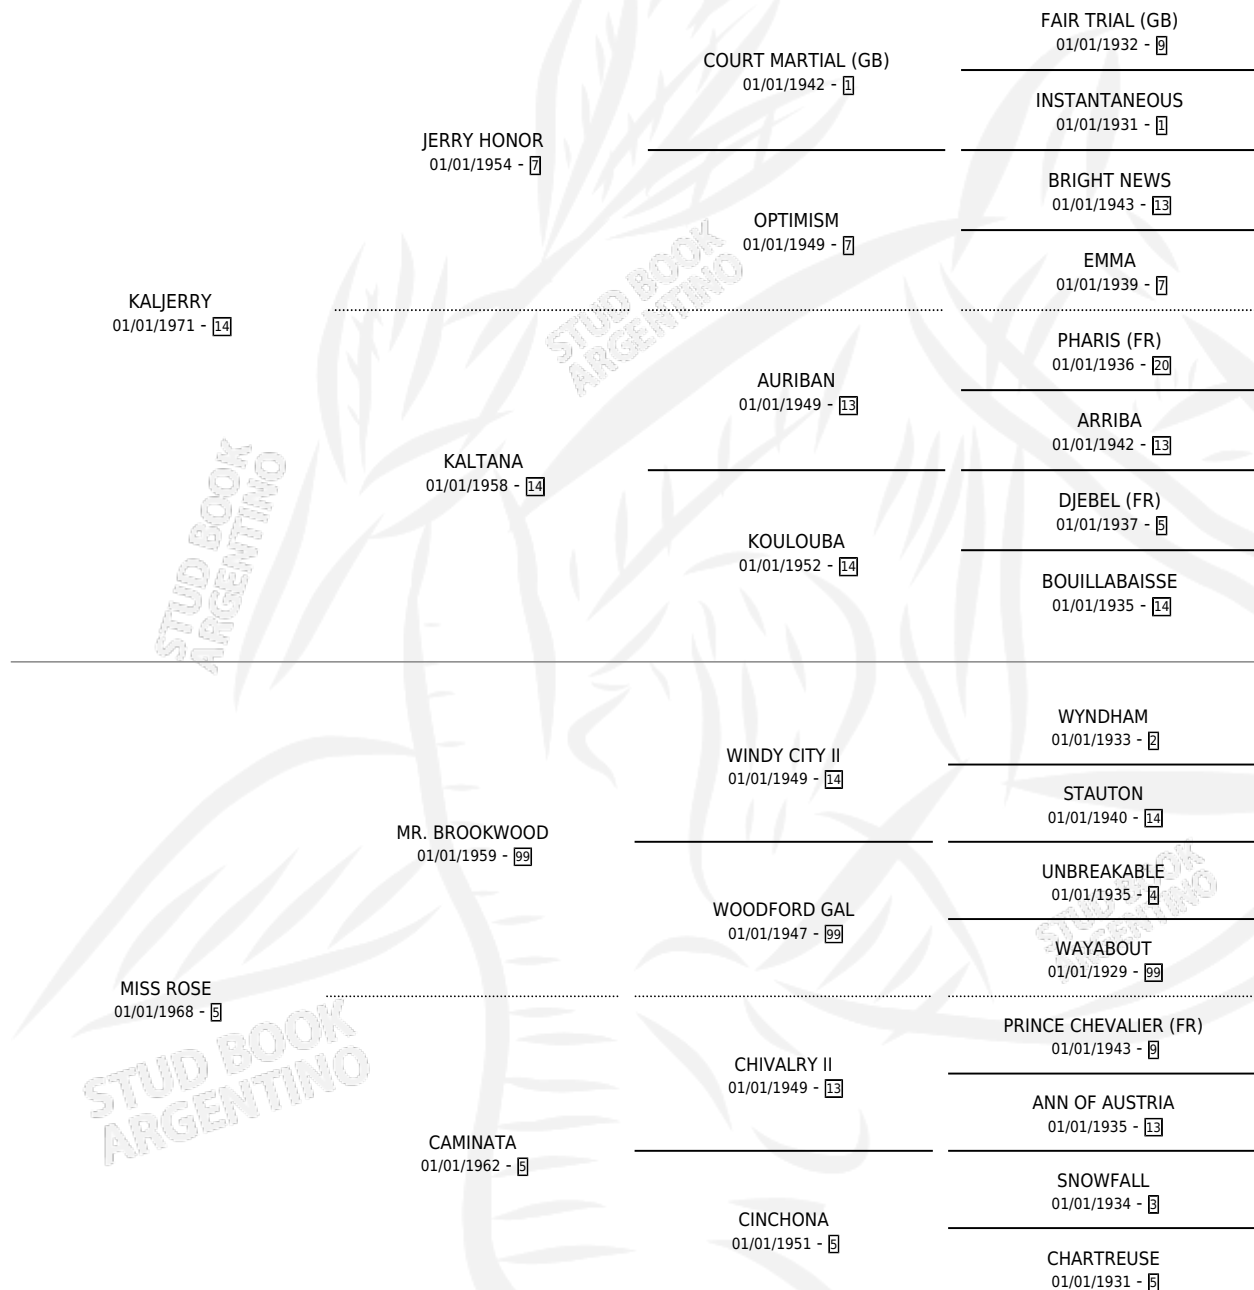 FAIR TRIAL (GB)
01/01/1932 - 9
COURT MARTIAL (GB)
01/01/1942 - 1
INSTANTANEOUS
01/01/1931 - 1
JERRY HONOR
01/01/1954 - 7
BRIGHT NEWS
01/01/1943 - 13
OPTIMISM
01/01/1949 - 7
EMMA
01/01/1939 - 7
KALJERRY
01/01/1971 - 14
PHARIS (FR)
01/01/1936 - 20
AURIBAN
01/01/1949 - 13
ARRIBA
01/01/1942 - 13
KALTANA
01/01/1958 - 14
DJEBEL (FR)
01/01/1937 - 5
KOULOUBA
01/01/1952 - 14
BOUILLABAISSE
01/01/1935 - 14
WYNDHAM
01/01/1933 - 2
WINDY CITY II
01/01/1949 - 14
STAUTON
01/01/1940 - 14
MR. BROOKWOOD
01/01/1959 - 99
UNBREAKABLE
01/01/1935 - 4
WOODFORD GAL
01/01/1947 - 99
WAYABOUT
01/01/1929 - 99
MISS ROSE
01/01/1968 - 5
PRINCE CHEVALIER (FR)
01/01/1943 - 9
CHIVALRY II
01/01/1949 - 13
ANN OF AUSTRIA
01/01/1935 - 13
CAMINATA
01/01/1962 - 5
SNOWFALL
01/01/1934 - 3
CINCHONA
01/01/1951 - 5
CHARTREUSE
01/01/1931 - 5
STUD BOOK
ARGENTINO
STUD BOOK
ARGENTINO
STUD BOOK
ARGENTINO
STUD BOOK
ARGENTINO